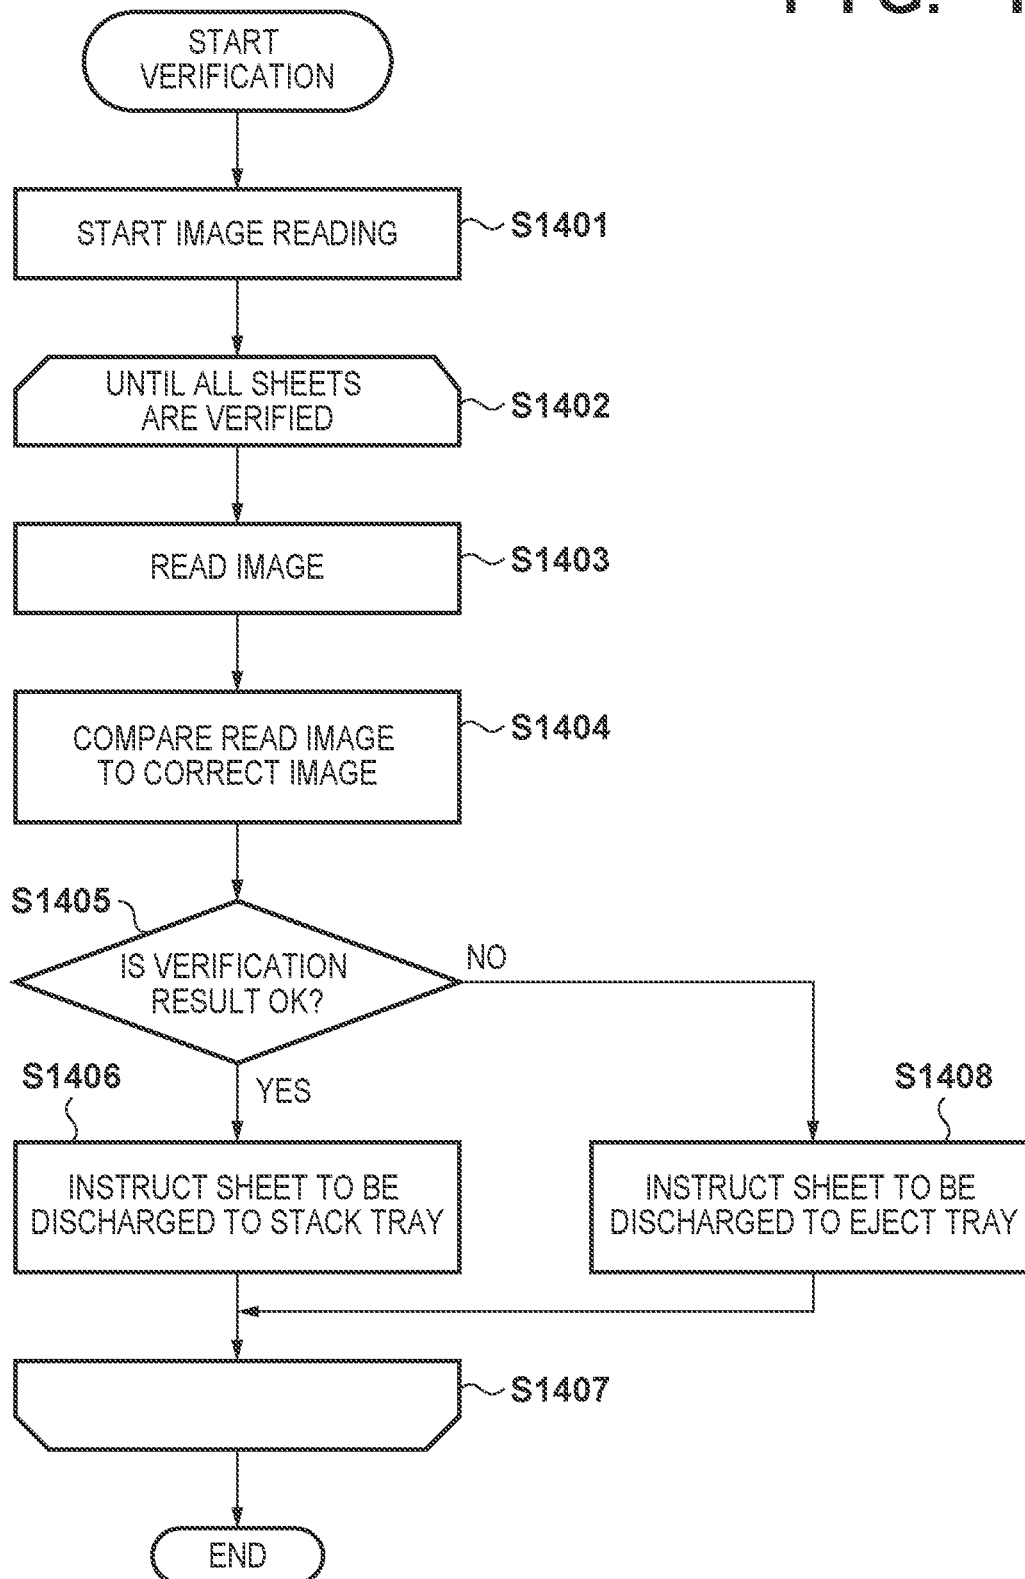 FIG.
START
VERIFICATION
START IMAGE READING
S1401
UNTIL ALL SHEETS
ARE VERIFIED
S1402
READ IMAGE
S1403
COMPARE READ IMAGE
TO CORRECT IMAGE
S1404
S1405
IS VERIFICATION
RESULT OK?
NO
YES
S1406
INSTRUCT SHEET TO BE
DISCHARGED TO STACK TRAY
S1408
INSTRUCT SHEET TO BE
DISCHARGED TO EJECT TRAY
S1407
END